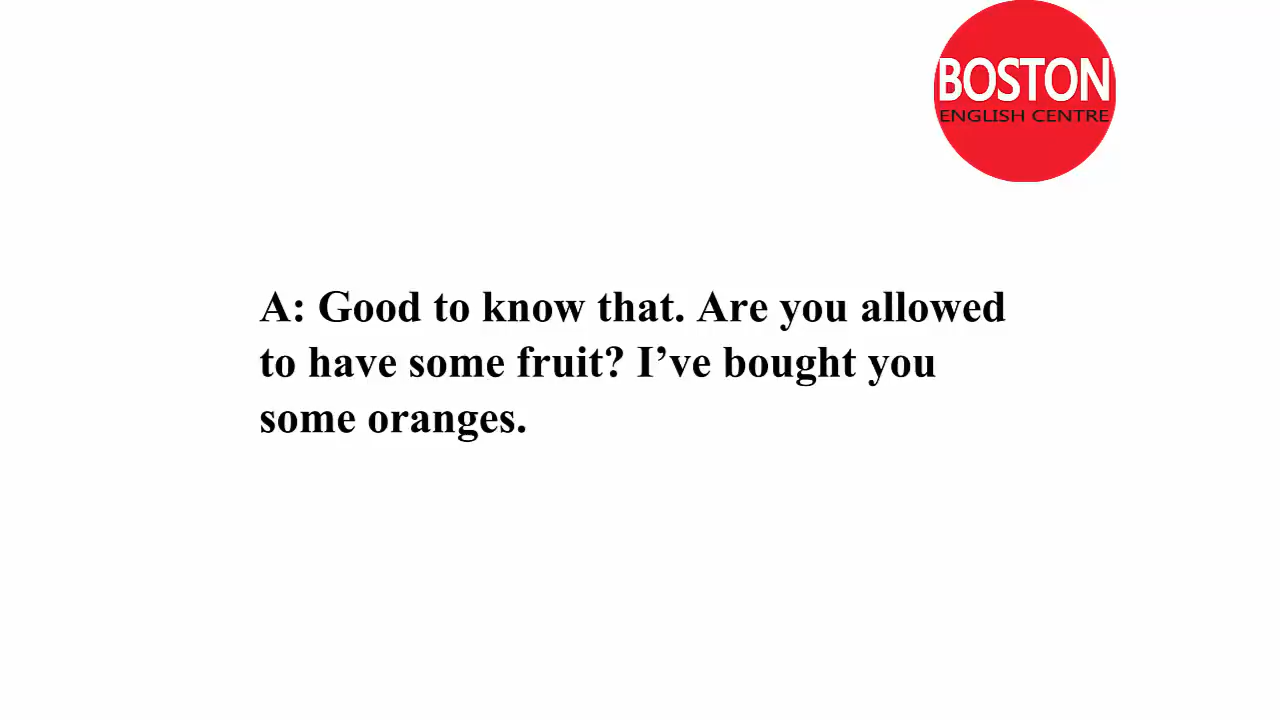 BOSTON
ENGLISH CENTRE
A: Good to know that. Are you allowed
to have some fruit? I’ve bought you
some oranges.